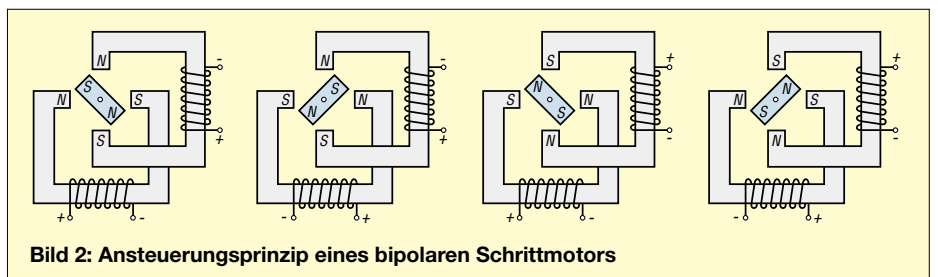 N -
S
N S
N
S +
+ -
N -
S
S N
N
S +
- +
S +
N
S N
S
N -
+ -
S +
N
N S
S
N -
- +
Bild 2: Ansteuerungsprinzip eines bipolaren Schrittmotors